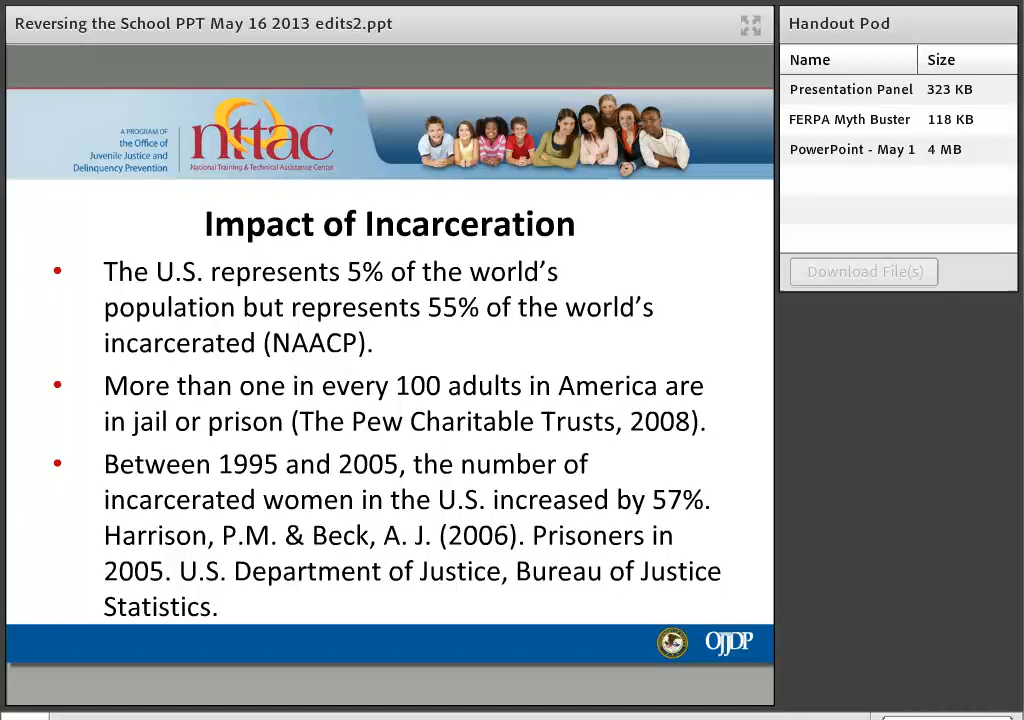 Reversing the School PPT May 16 2013 edits2.ppt
Handout Pod
Name Size
Presentation Panel 323 KB
FERPA Myth Buster 118 KB
PowerPoint - May 1 4 MB
Download File(s)
A PROGRAM OF
the Office of
Juvenile Justice and
Delinquency Prevention
nttac
National Training & Technical Assistance Center
Impact of Incarceration
• The U.S. represents 5% of the world’s
population but represents 55% of the world’s
incarcerated (NAACP).
• More than one in every 100 adults in America are
in jail or prison (The Pew Charitable Trusts, 2008).
• Between 1995 and 2005, the number of
incarcerated women in the U.S. increased by 57%.
Harrison, P.M. & Beck, A. J. (2006). Prisoners in
2005. U.S. Department of Justice, Bureau of Justice
Statistics.
OJJDP